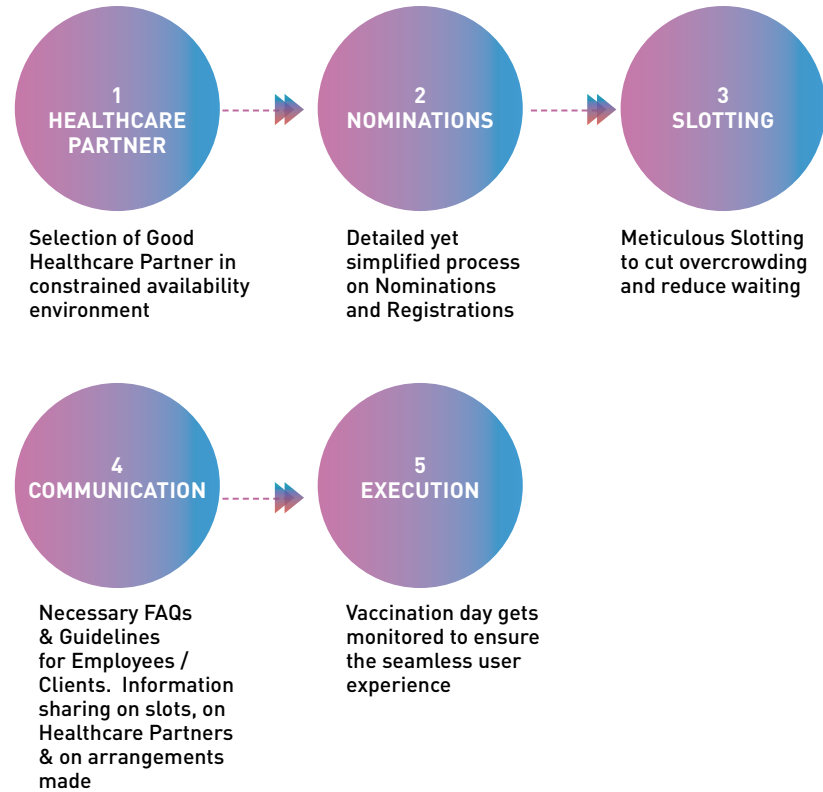 1
HEALTHCARE
PARTNER
Selection of Good
Healthcare Partner in
constrained availability
environment
2
NOMINATIONS
Detailed yet
simplified process
on Nominations
and Registrations
3
SLOTTING
Meticulous Slotting
to cut overcrowding
and reduce waiting
4
COMMUNICATION
Necessary FAQs
& Guidelines
for Employees /
Clients.  Information
sharing on slots, on
Healthcare Partners
& on arrangements
made
5
EXECUTION
Vaccination day gets
monitored to ensure
the seamless user
experience